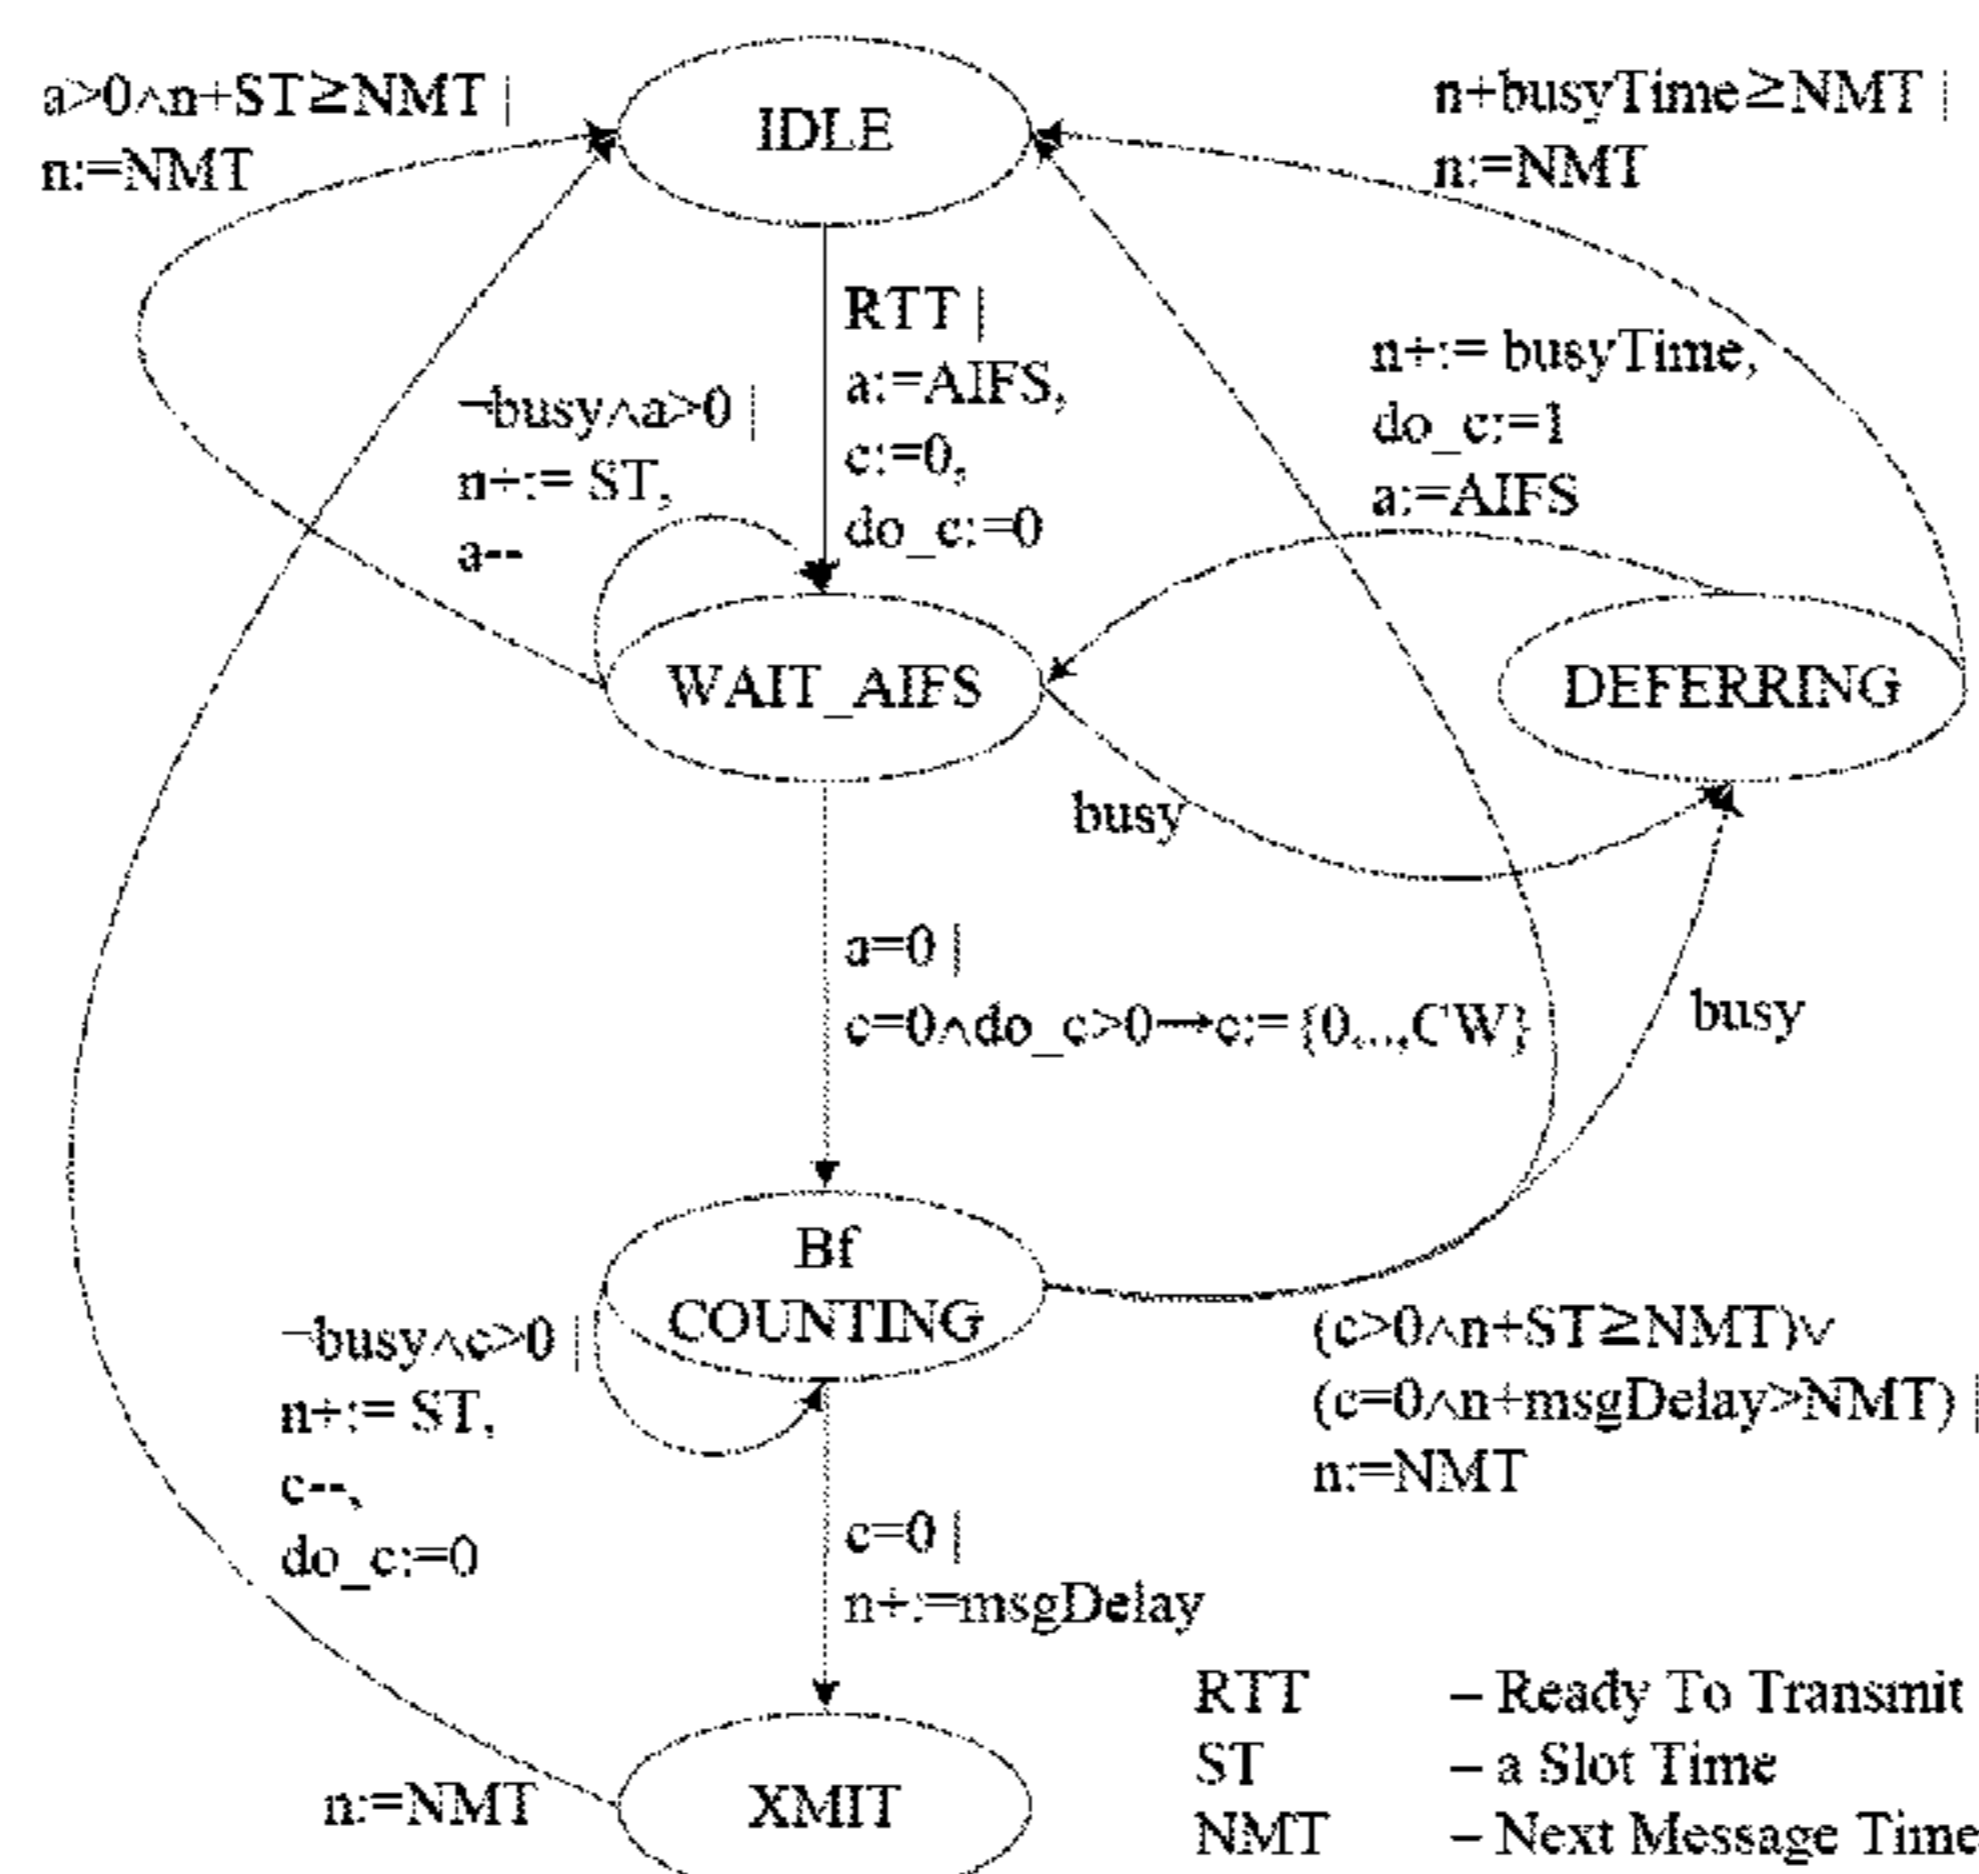 a>0∧n+ST≥NMT |
n:=NMT
IDLE
n+busyTime≥NMT |
n:=NMT
RTT |
a:=AIFS,
c:=0,
do_c:=0
¬busy∧a>0 |
n+:= ST,
a--
n+:= busyTime,
do_c:=1
a:=AIFS
WAIT_AIFS
DEFERRING
busy
a=0 |
c=0∧do_c>0→c:={0,..,CW}
busy
Bf
COUNTING
¬busy∧c>0 |
n+:= ST,
c--,
do_c:=0
(c>0∧n+ST≥NMT)∨
(c=0∧n+msgDelay>NMT) |
n:=NMT
c=0 |
n+:=msgDelay
n:=NMT
XMIT
RTT – Ready To Transmit
ST – a Slot Time
NMT – Next Message Time